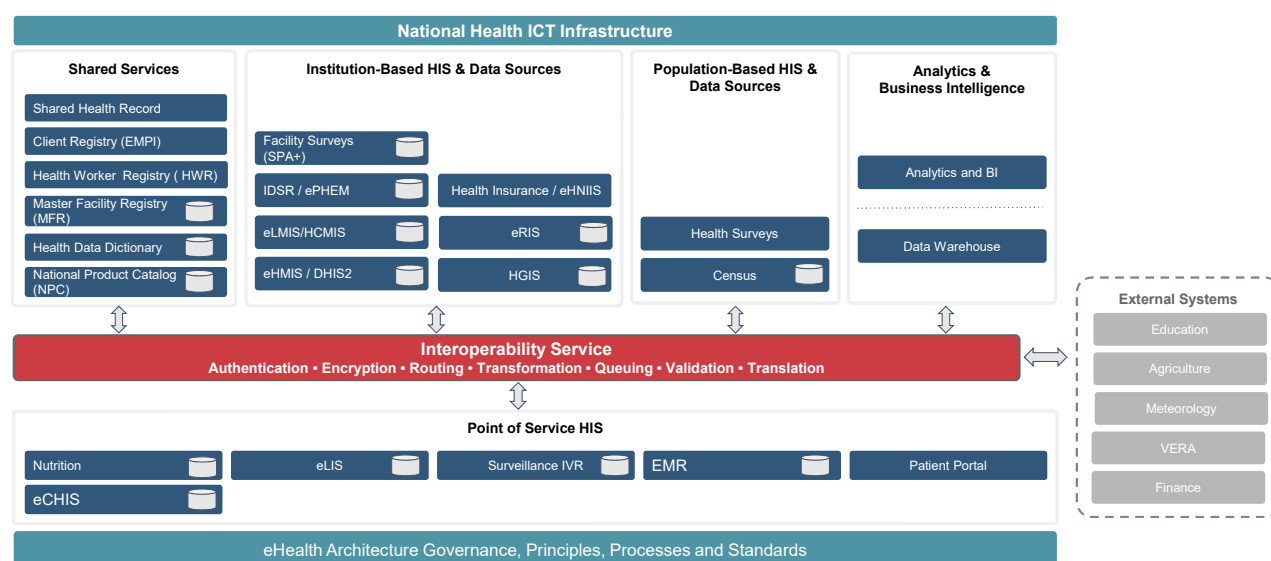 National Health ICT Infrastructure
Shared Services
Shared Health Record
Client Registry (EMPI)
Health Worker Registry ( HWR)
Master Facility Registry
(MFR)
Health Data Dictionary
National Product Catalog
(NPC)
Institution-Based HIS & Data Sources
Facility Surveys
(SPA+)
IDSR / ePHEM
Health Insurance / eHNIIS
eLMIS/HCMIS
eRIS
eHMIS / DHIS2
HGIS
Population-Based HIS &
Data Sources
Health Surveys
Census
Analytics &
Business Intelligence
Analytics and BI
Data Warehouse
Interoperability Service
Authentication • Encryption • Routing • Transformation • Queuing • Validation • Translation
External Systems
Education
Agriculture
Meteorology
VERA
Finance
Point of Service HIS
Nutrition
eLIS
Surveillance IVR
EMR
Patient Portal
eCHIS
eHealth Architecture Governance, Principles, Processes and Standards